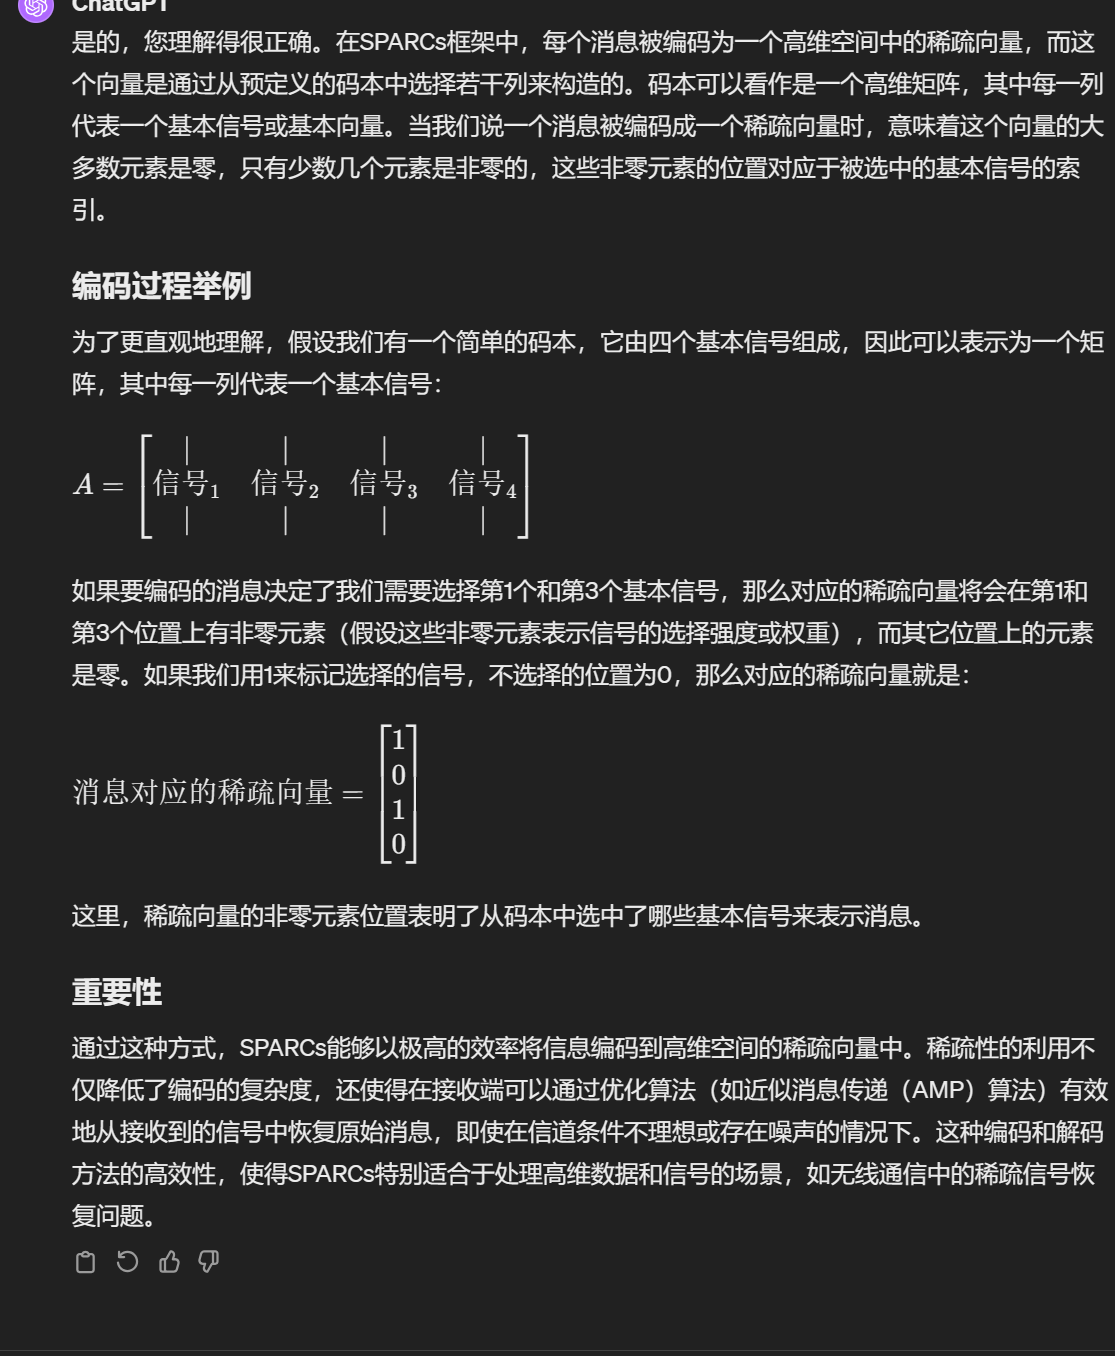 ChatGPT
是的，您理解得很正确。在SPARCs框架中，每个消息被编码为一个高维空间中的稀疏向量，而这
个向量是通过从预定义的码本中选择若干列来构造的。码本可以看作是一个高维矩阵，其中每一列
代表一个基本信号或基本向量。当我们说一个消息被编码成一个稀疏向量时，意味着这个向量的大
多数元素是零，只有少数几个元素是非零的，这些非零元素的位置对应于被选中的基本信号的索
引。
编码过程举例
为了更直观地理解，假设我们有一个简单的码本，它由四个基本信号组成，因此可以表示为一个矩
阵，其中每一列代表一个基本信号：
A = [ | | | |
信号₁ 信号₂ 信号₃ 信号₄
| | | | ]
如果要编码的消息决定了我们需要选择第1个和第3个基本信号，那么对应的稀疏向量将会在第1和
第3个位置上有非零元素（假设这些非零元素表示信号的选择强度或权重），而其它位置上的元素
是零。如果我们用1来标记选择的信号，不选择的位置为0，那么对应的稀疏向量就是：
消息对应的稀疏向量 = [1
0
1
0]
这里，稀疏向量的非零元素位置表明了从码本中选中了哪些基本信号来表示消息。
重要性
通过这种方式，SPARCs能够以极高的效率将信息编码到高维空间的稀疏向量中。稀疏性的利用不
仅降低了编码的复杂度，还使得在接收端可以通过优化算法（如近似消息传递（AMP）算法）有效
地从接收到的信号中恢复原始消息，即使在信道条件不理想或存在噪声的情况下。这种编码和解码
方法的高效性，使得SPARCs特别适合于处理高维数据和信号的场景，如无线通信中的稀疏信号恢
复问题。